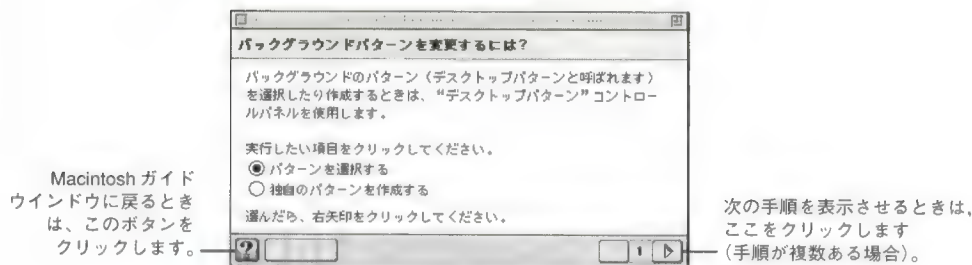 バックグラウンドパターンを変更するには?
バックグラウンドのパターン（デスクトップパターンと呼ばれます）
を選択したり作成するときは、“デスクトップパターン”コントロー
ルパネルを使用します。
実行したい項目をクリックしてください。
パターンを選択する
独自のパターンを作成する
選んだら、右矢印をクリックしてください。
?
1
Macintosh ガイド
ウインドウに戻るとき
は、このボタンを
クリックします。
次の手順を表示させるときは、
ここをクリックします
（手順が複数ある場合）。